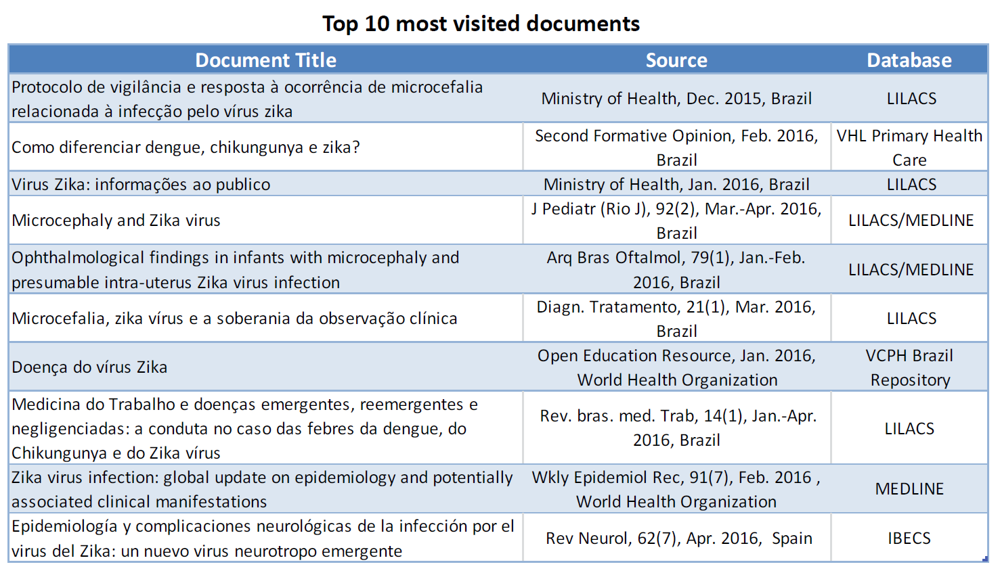 Top 10 most visited documents
Document Title Source Database
Protocolo de vigilância e resposta à ocorrência de microcefalia
relacionada à infecção pelo vírus zika
Ministry of Health, Dec. 2015, Brazil
LILACS
Como diferenciar dengue, chikungunya e zika?
Second Formative Opinion, Feb. 2016,
Brazil
VHL Primary Health
Care
Virus Zika: informações ao publico
Ministry of Health, Jan. 2016, Brazil
LILACS
Microcephaly and Zika virus
J Pediatr (Rio J), 92(2), Mar.-Apr. 2016,
Brazil
LILACS/MEDLINE
Ophthalmological findings in infants with microcephaly and
presumable intra-uterus Zika virus infection
Arq Bras Oftalmol, 79(1), Jan.-Feb.
2016, Brazil
LILACS/MEDLINE
Microcefalia, zika vírus e a soberania da observação clínica
Diagn. Tratamento, 21(1), Mar. 2016,
Brazil
LILACS
Doença do vírus Zika
Open Education Resource, Jan. 2016,
World Health Organization
VCPH Brazil
Repository
Medicina do Trabalho e doenças emergentes, reemergentes e
negligenciadas: a conduta no caso das febres da dengue, do
Chikungunya e do Zika vírus
Rev. bras. med. Trab, 14(1), Jan.-Apr.
2016, Brazil
LILACS
Zika virus infection: global update on epidemiology and potentially
associated clinical manifestations
Wkly Epidemiol Rec, 91(7), Feb. 2016 ,
World Health Organization
MEDLINE
Epidemiología y complicaciones neurológicas de la infección por el
virus del Zika: un nuevo virus neurotropo emergente
Rev Neurol, 62(7), Apr. 2016, Spain
IBECS